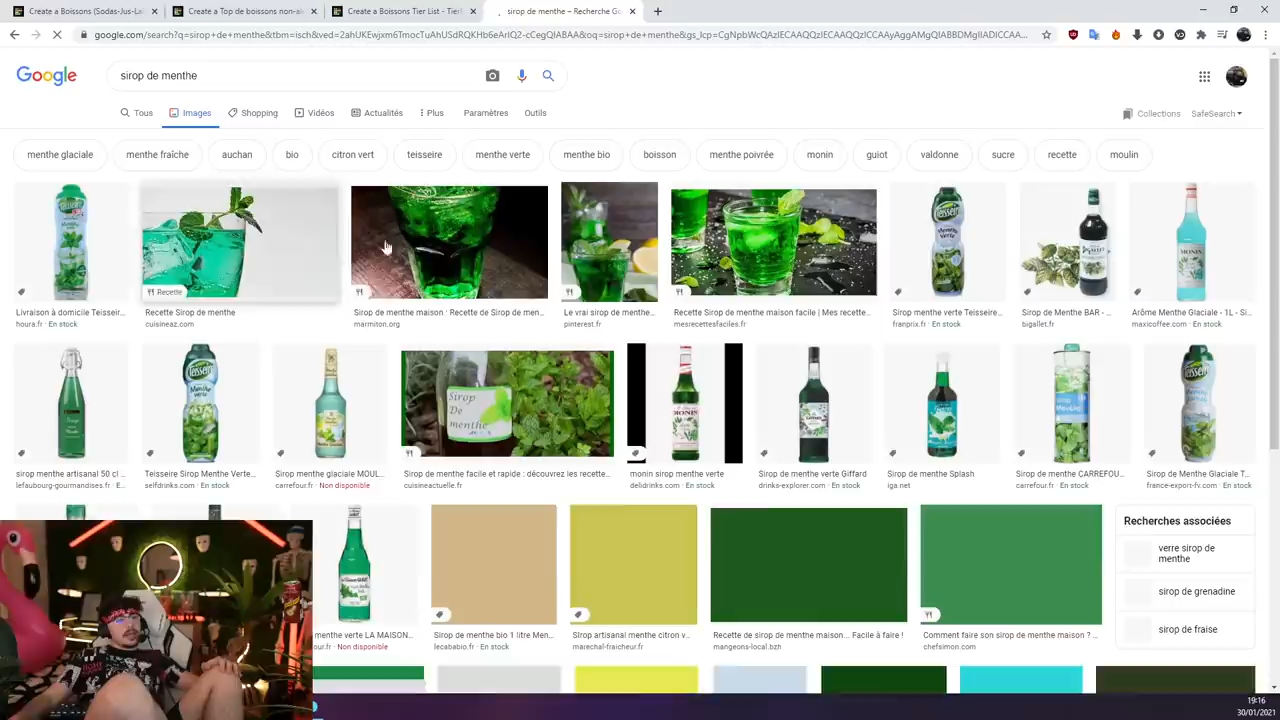 Create a Boissons (Sodas-Jus-La
Create a Top de boissons non-al
Create a Boissons Tier List - Tier
sirop de menthe – Recherche Go
google.com/search?q=sirop+de+menthe&tbm=isch&ved=2ahUKEwjxm6TmocTuAhUSdRQKHb6eArIQ2-cCegQIABAA&oq=sirop+de+menthe&gs_lcp=CgNpbWcQAzIECAAQQzIECAAQQzICCAAyAggAMgQIABBDMgIIADICCAA...
Google
sirop de menthe
Tous
Images
Shopping
Vidéos
Actualités
Plus
Paramètres
Outils
Collections
SafeSearch
menthe glaciale
menthe fraîche
auchan
bio
citron vert
teisseire
menthe verte
menthe bio
boisson
menthe poivrée
monin
guiot
valdonne
sucre
recette
moulin
Recette
Livraison à domicile Teisseir...
hours.fr · En stock
Recette Sirop de menthe
cuisineaz.com
Sirop de menthe maison : Recette de Sirop de men...
marmiton.org
Le vrai sirop de menthe...
pinterest.fr
Recette Sirop de menthe maison facile | Mes recette...
mesrecettesfaciles.fr
Sirop menthe verte Teisseire...
franprix.fr · En stock
Sirop de Menthe BAR - ...
bigallet.fr
Arôme Menthe Glaciale - 1L - Si...
maxicoffee.com · En stock
Teisseire
Menthe verte
Sirop
De
menthe
MONIN
sirop menthe artisanal 50 cl ...
lefaubourg-gourmandises.fr · E...
Teisseire Sirop Menthe Verte...
selfdrinks.com · En stock
Sirop menthe glaciale MOUL...
carrefour.fr · Non disponible
Sirop de menthe facile et rapide : découvrez les recette...
cuisineactuelle.fr
monin sirop menthe verte
delidrinks.com · En stock
Sirop de menthe verte Giffard
drinks-explorer.com · En stock
Sirop de menthe Splash
iga.net
Sirop de menthe CARREFOU...
carrefour.fr · En stock
Sirop de Menthe Glaciale T...
france-export-fv.com · En stock
menthe verte LA MAISON...
our.fr · Non disponible
Sirop de menthe bio 1 litre Men...
lecababio.fr · En stock
Sirop artisanal menthe citron v...
marechal-fraicheur.fr
Recette de sirop de menthe maison... Facile à faire !
mangeons-local.bzh
Comment faire son sirop de menthe maison ? ...
chefsimon.com
Recherches associées
verre sirop de
menthe
sirop de grenadine
sirop de fraise
19:16
30/01/2021